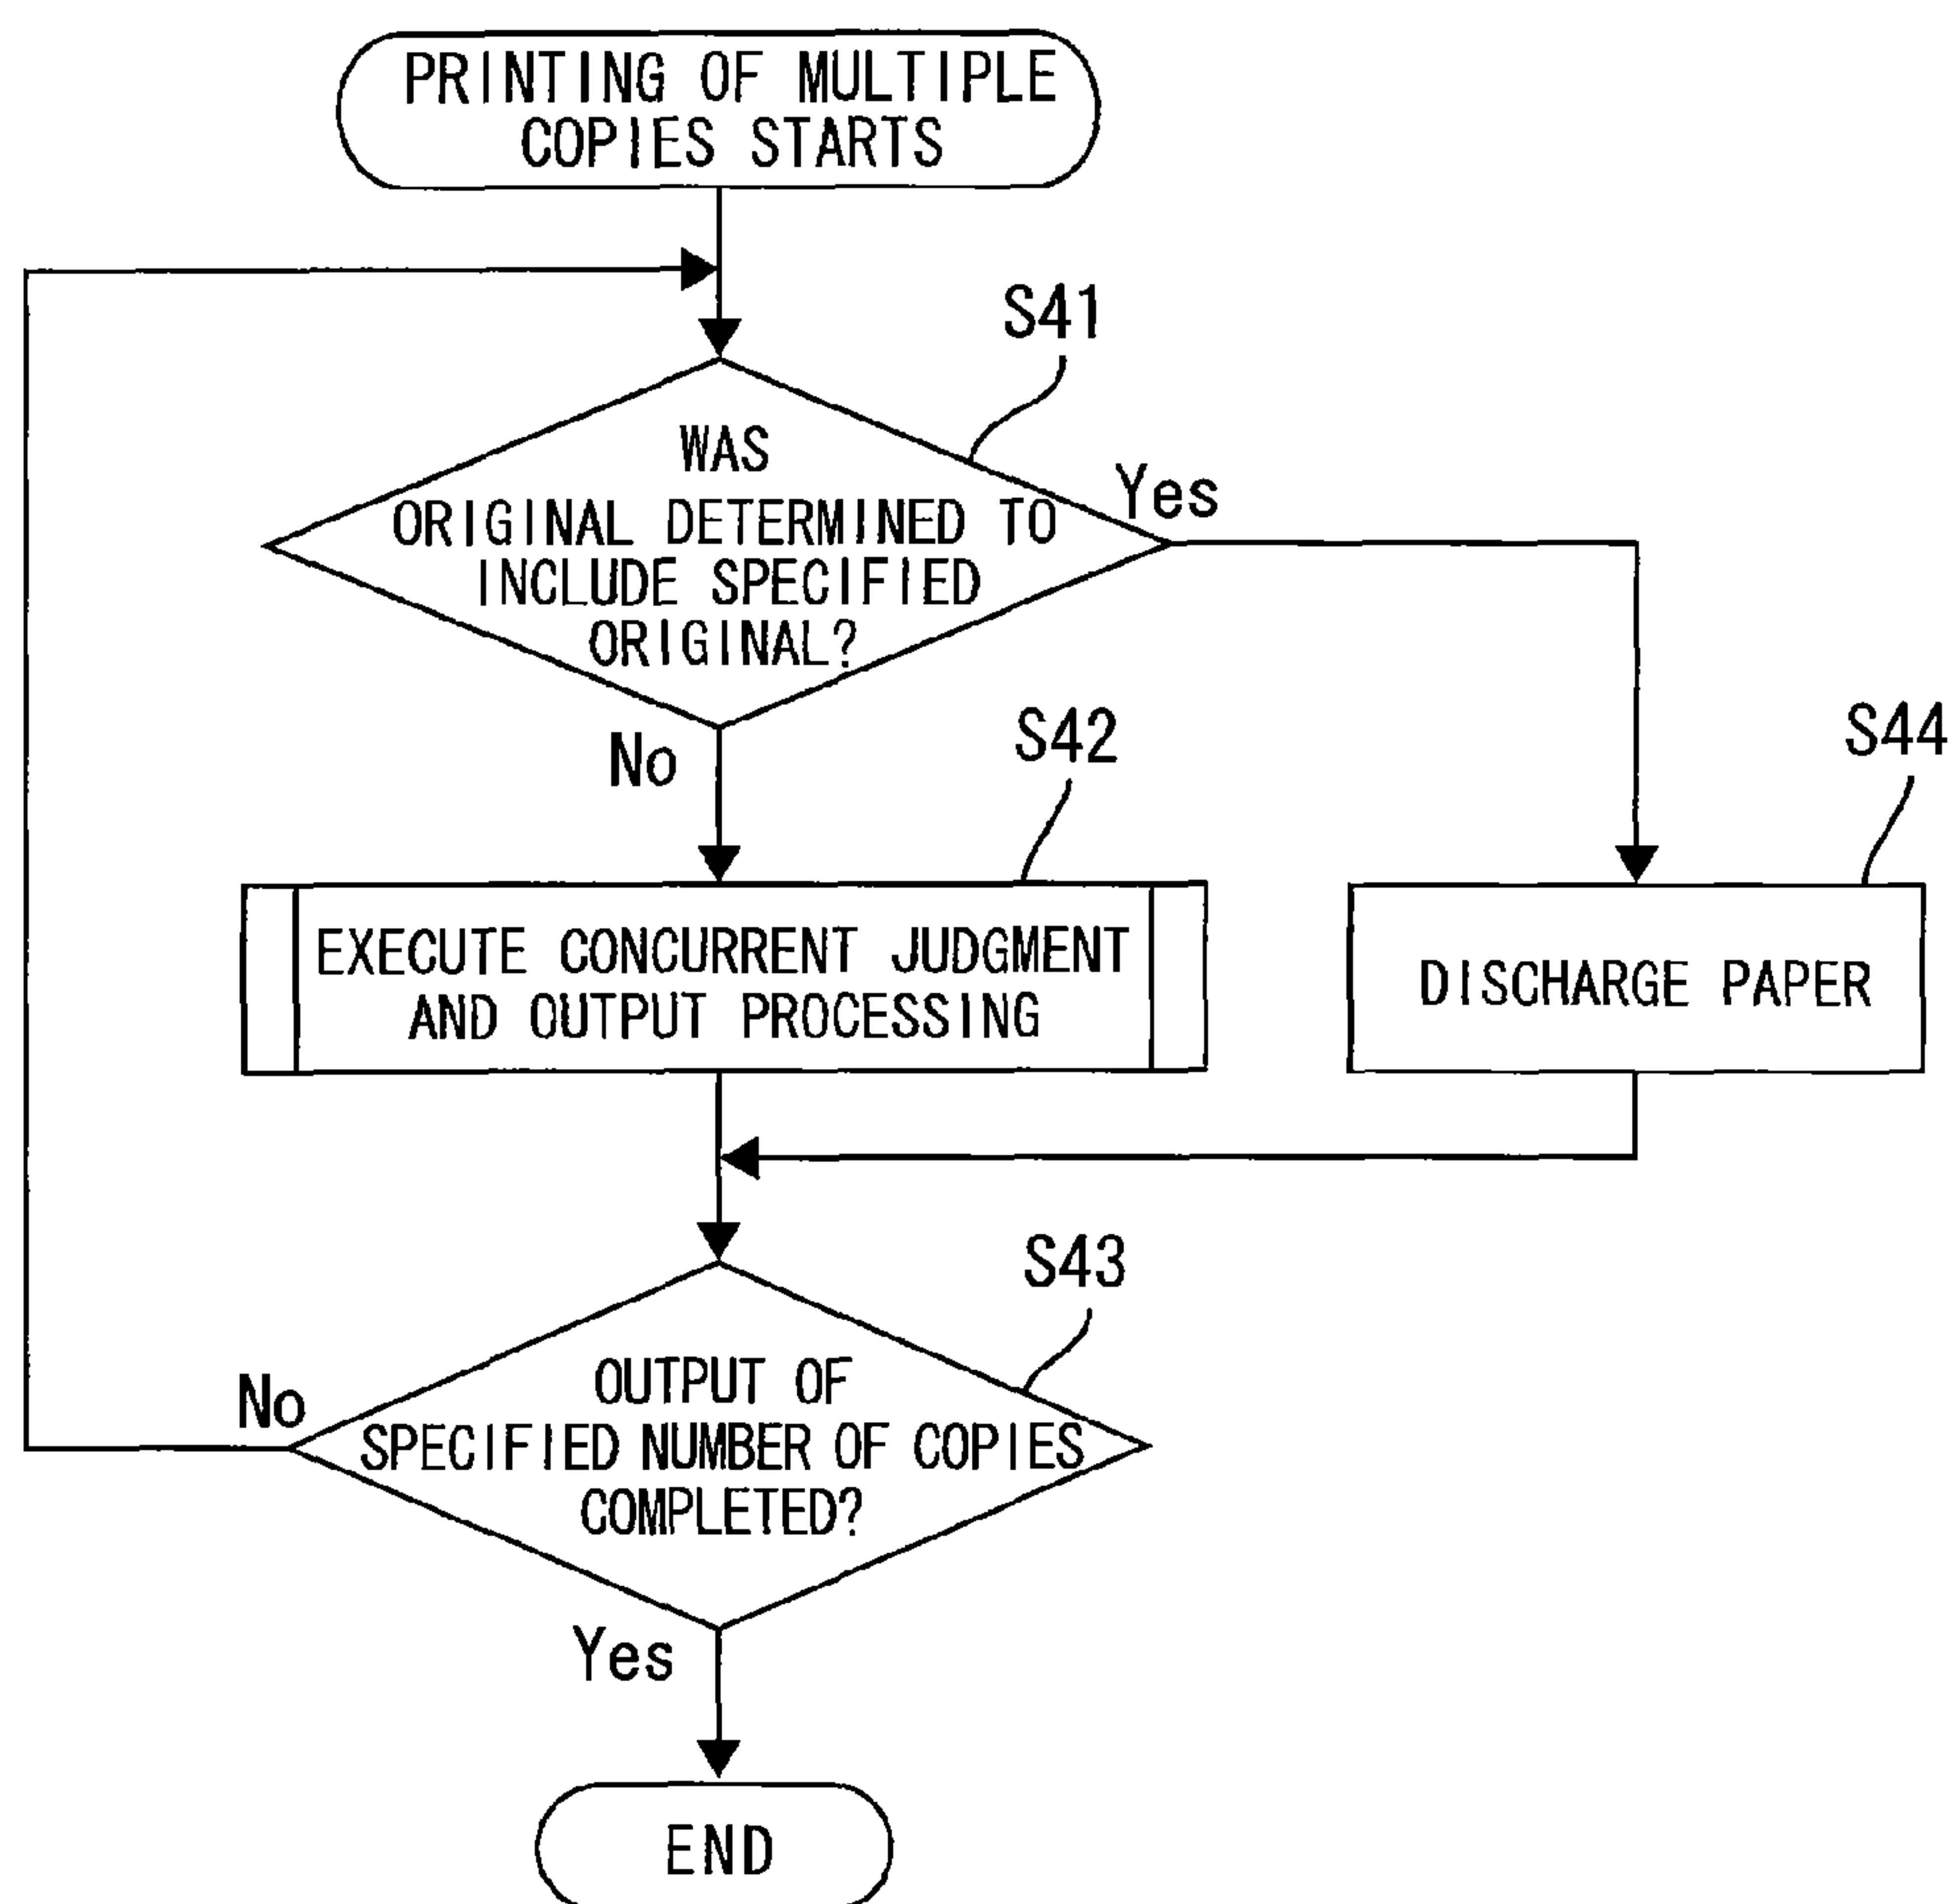 PRINTING OF MULTIPLE
COPIES STARTS
S41
WAS
ORIGINAL DETERMINED TO
INCLUDE SPECIFIED
ORIGINAL?
Yes
No
S42
S44
EXECUTE CONCURRENT JUDGMENT
AND OUTPUT PROCESSING
DISCHARGE PAPER
S43
OUTPUT OF
SPECIFIED NUMBER OF COPIES
COMPLETED?
No
Yes
END